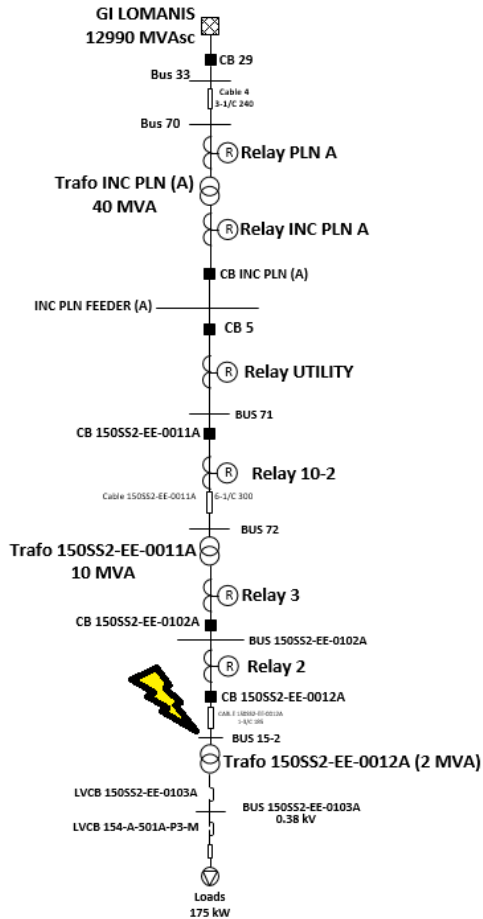 GI LOMANIS
12990 MVAsc
CB 29
Bus 33
Cable 4
3-1/C 240
Bus 70
R Relay PLN A
Trafo INC PLN (A)
40 MVA
R Relay INC PLN A
CB INC PLN (A)
INC PLN FEEDER (A)
CB 5
R Relay UTILITY
BUS 71
CB 150SS2-EE-0011A
R Relay 10-2
Cable 150SS2-EE-0011A 6-1/C 300
BUS 72
Trafo 150SS2-EE-0011A
10 MVA
R Relay 3
CB 150SS2-EE-0102A
BUS 150SS2-EE-0102A
R Relay 2
CB 150SS2-EE-0012A
CABLE 150SS2-EE-0012A
BUS 15-2
Trafo 150SS2-EE-0012A (2 MVA)
LVCB 150SS2-EE-0103A
BUS 150SS2-EE-0103A
0.38 kV
LVCB 154-A-501A-P3-M
Loads
175 kW